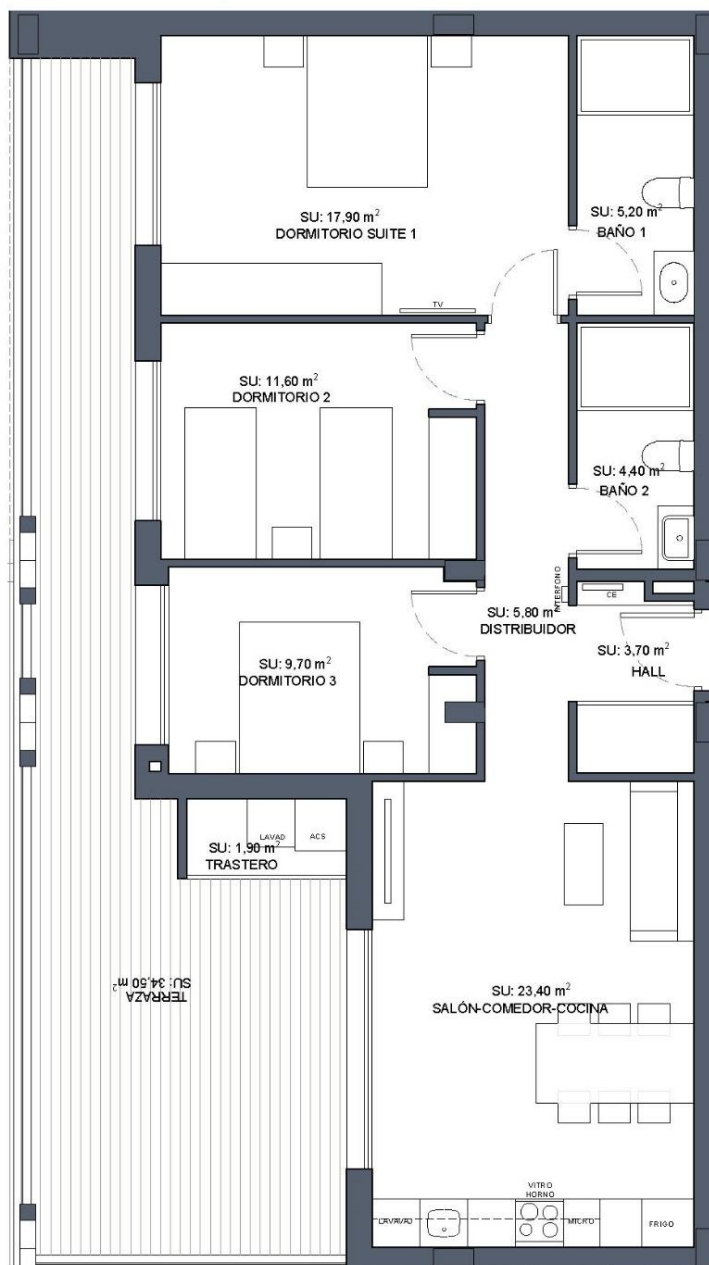 SU: 17,90 m²
DORMITORIO SUITE 1
SU: 5,20 m²
BAÑO 1
TV
SU: 11,60 m²
DORMITORIO 2
SU: 4,40 m²
BAÑO 2
INTERFONO
CE
SU: 5,80 m²
DISTRIBUIDOR
SU: 3,70 m²
HALL
SU: 9,70 m²
DORMITORIO 3
LAVAD
ACS
SU: 1,90 m²
TRASTERO
TERRAZA
SU: 34,50 m²
SU: 23,40 m²
SALÓN-COMEDOR-COCINA
VITRO
HORNO
LAVAVAJ
MICRO
FRIGO